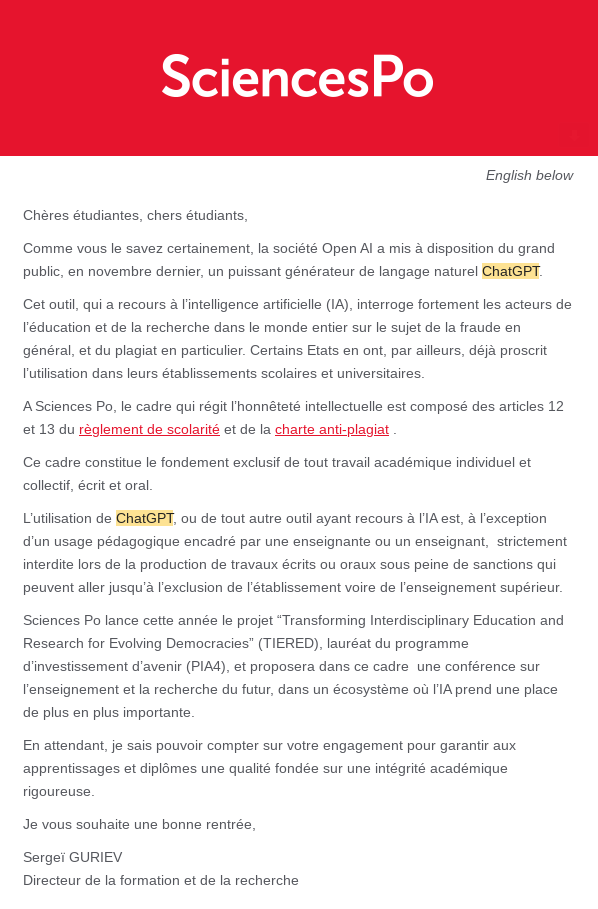 SciencesPo
English below
Chères étudiantes, chers étudiants,
Comme vous le savez certainement, la société Open AI a mis à disposition du grand
public, en novembre dernier, un puissant générateur de langage naturel ChatGPT.
Cet outil, qui a recours à l’intelligence artificielle (IA), interroge fortement les acteurs de
l’éducation et de la recherche dans le monde entier sur le sujet de la fraude en
général, et du plagiat en particulier. Certains Etats en ont, par ailleurs, déjà proscrit
l’utilisation dans leurs établissements scolaires et universitaires.
A Sciences Po, le cadre qui régit l’honnêteté intellectuelle est composé des articles 12
et 13 du règlement de scolarité et de la charte anti-plagiat .
Ce cadre constitue le fondement exclusif de tout travail académique individuel et
collectif, écrit et oral.
L’utilisation de ChatGPT, ou de tout autre outil ayant recours à l’IA est, à l’exception
d’un usage pédagogique encadré par une enseignante ou un enseignant,  strictement
interdite lors de la production de travaux écrits ou oraux sous peine de sanctions qui
peuvent aller jusqu’à l’exclusion de l’établissement voire de l’enseignement supérieur.
Sciences Po lance cette année le projet “Transforming Interdisciplinary Education and
Research for Evolving Democracies” (TIERED), lauréat du programme
d’investissement d’avenir (PIA4), et proposera dans ce cadre  une conférence sur
l’enseignement et la recherche du futur, dans un écosystème où l’IA prend une place
de plus en plus importante.
En attendant, je sais pouvoir compter sur votre engagement pour garantir aux
apprentissages et diplômes une qualité fondée sur une intégrité académique
rigoureuse.
Je vous souhaite une bonne rentrée,
Sergeï GURIEV
Directeur de la formation et de la recherche